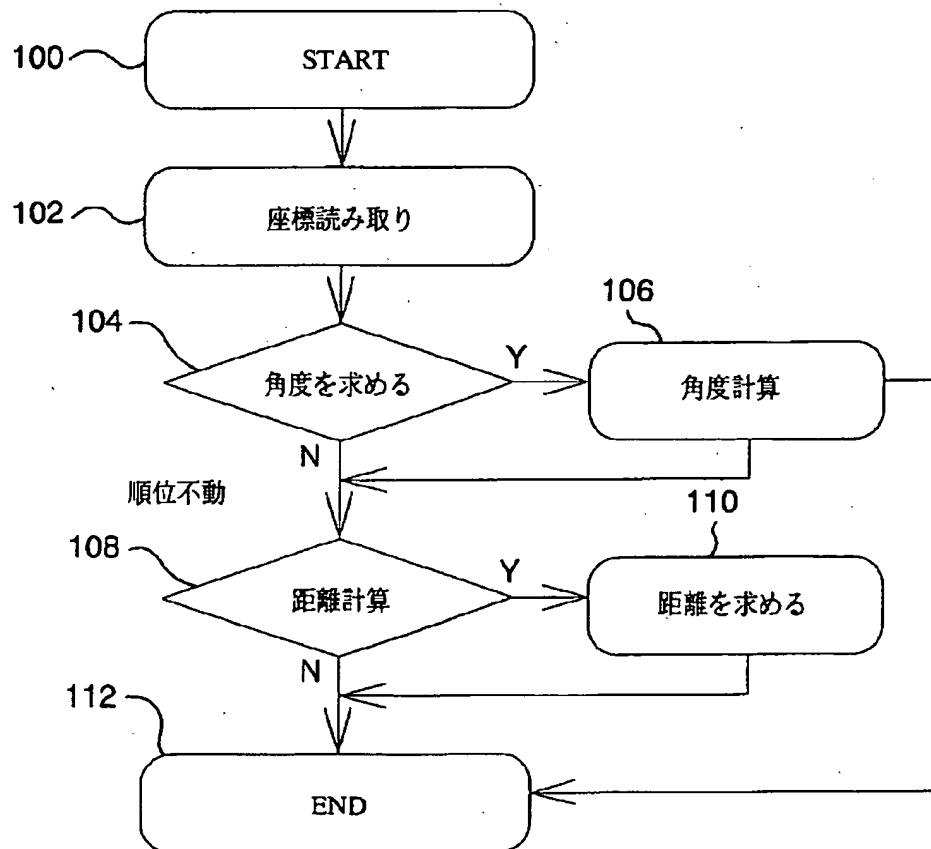 100
START
102
座標読み取り
104
角度を求める
Y
106
角度計算
N
順位不動
108
距離計算
Y
110
距離を求める
N
112
END